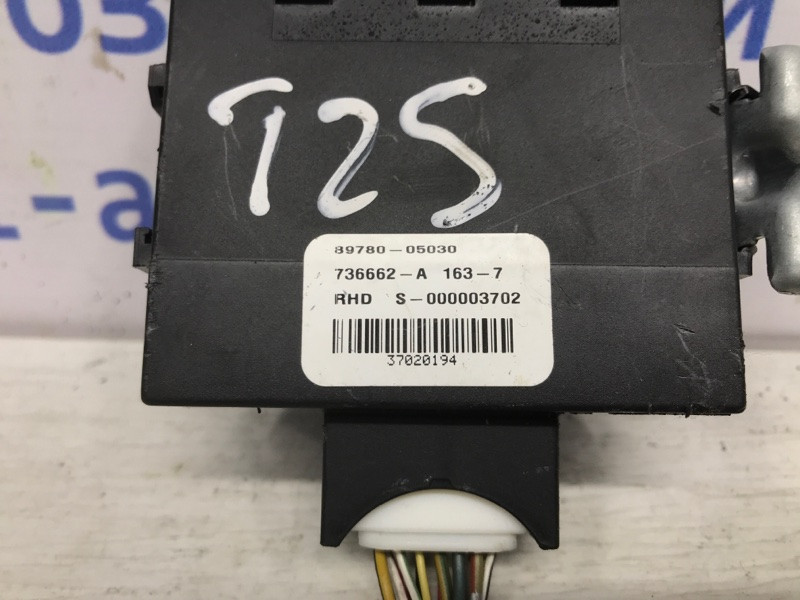 T25
89780-05030
736662-A 163-7
RHD S-000003702
37020194